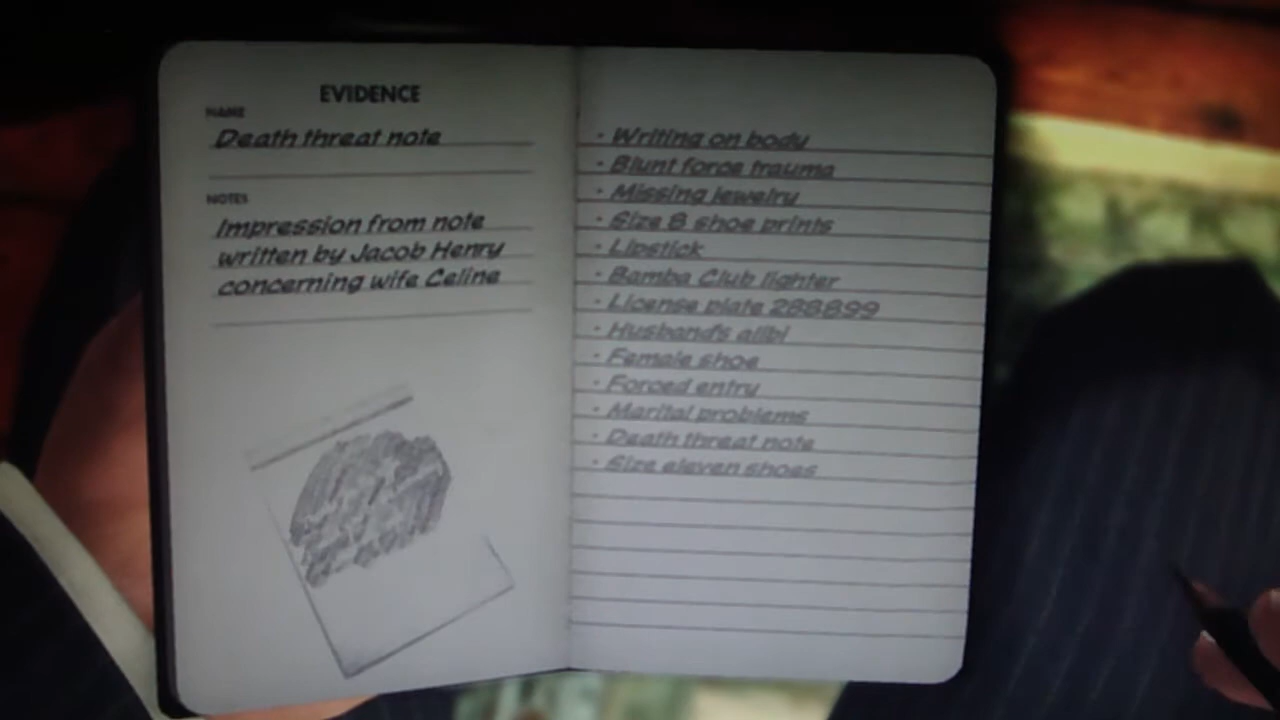 EVIDENCE
NAME
Death threat note
NOTES
Impression from note
written by Jacob Henry
concerning wife Celine
• Writing on body
• Blunt force trauma
• Missing jewelry
• Size 8 shoe prints
• Lipstick
• Bamba Club lighter
• License plate 2B8899
• Husband's alibi
• Female shoe
• Forced entry
• Marital problems
• Death threat note
• Size eleven shoes